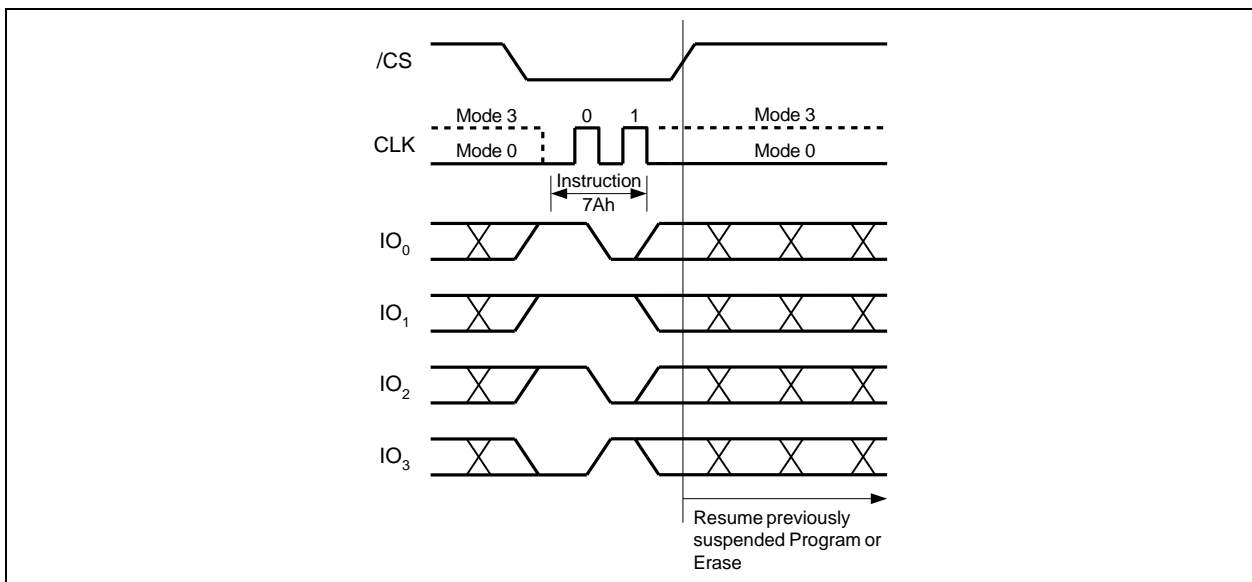 /CS
Mode 3 0 1 Mode 3
CLK
Mode 0 Mode 0
Instruction
7Ah
IO0
IO1
IO2
IO3
Resume previously
suspended Program or
Erase